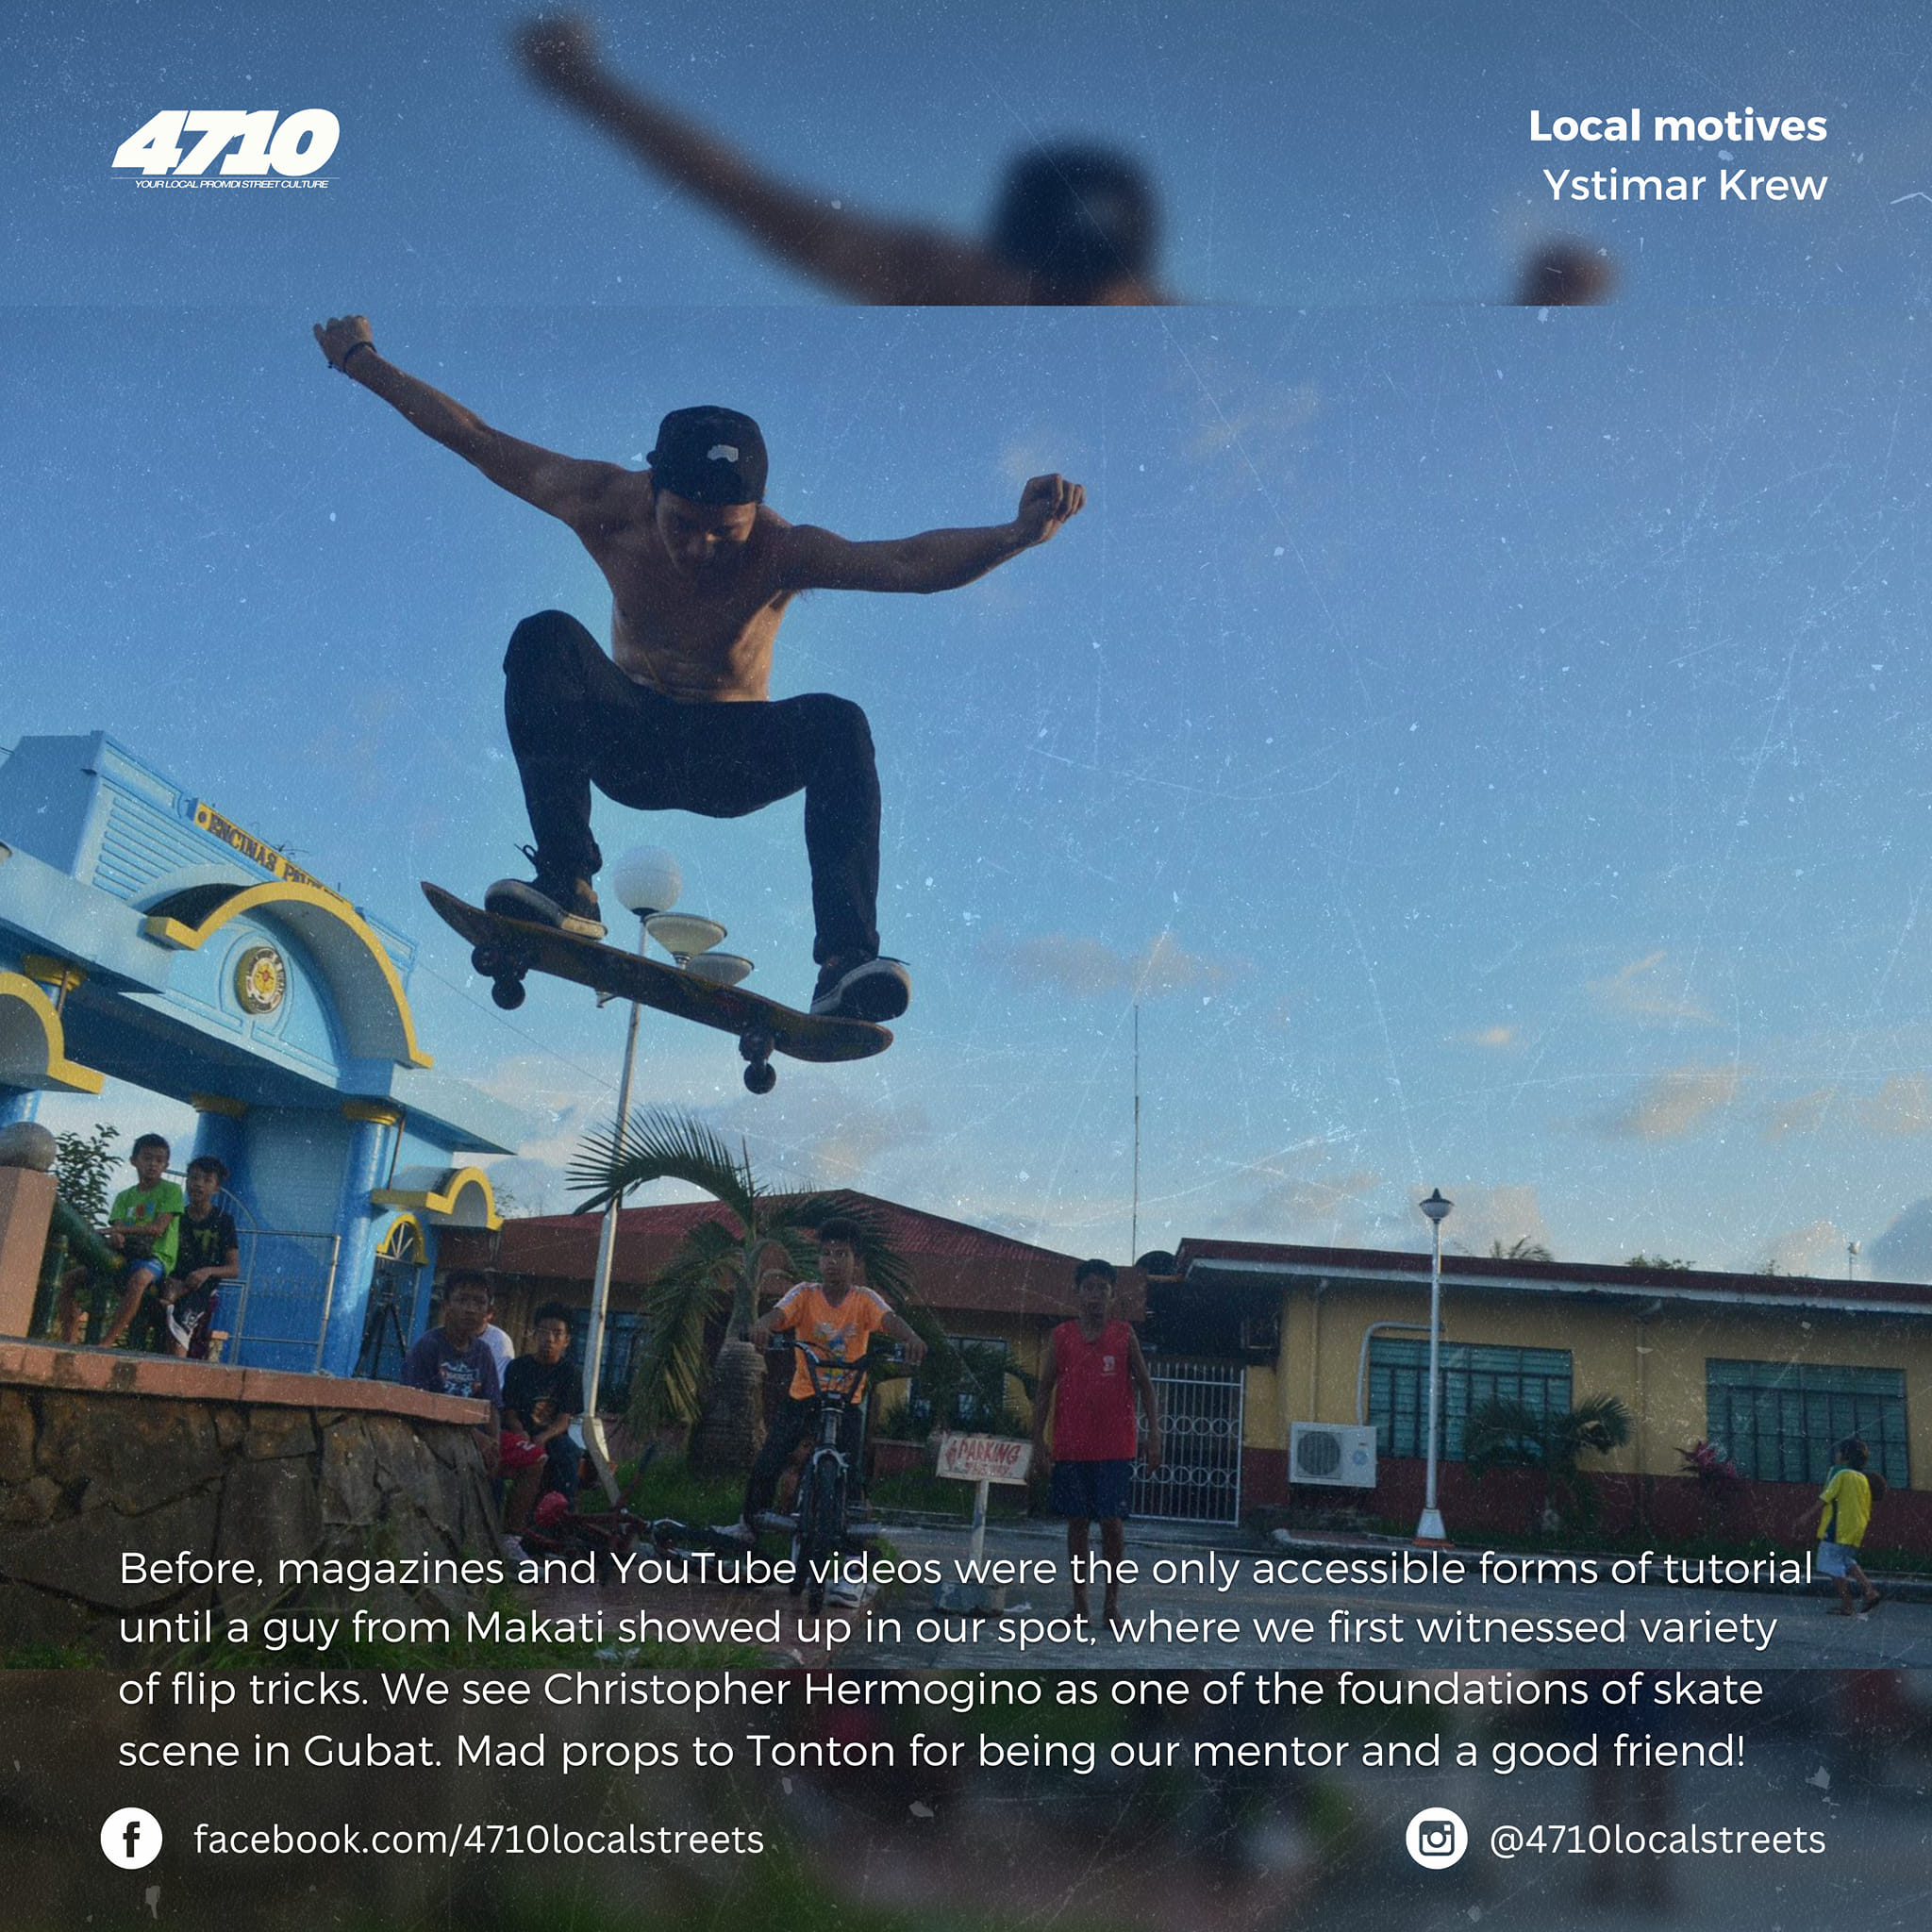 4710
YOUR LOCAL PROMDI STREET CULTURE
Local motives
Ystimar Krew
ENCINAS
PARKING
Before, magazines and YouTube videos were the only accessible forms of tutorial
until a guy from Makati showed up in our spot, where we first witnessed variety
of flip tricks. We see Christopher Hermogino as one of the foundations of skate
scene in Gubat. Mad props to Tonton for being our mentor and a good friend!
facebook.com/4710localstreets
@4710localstreets